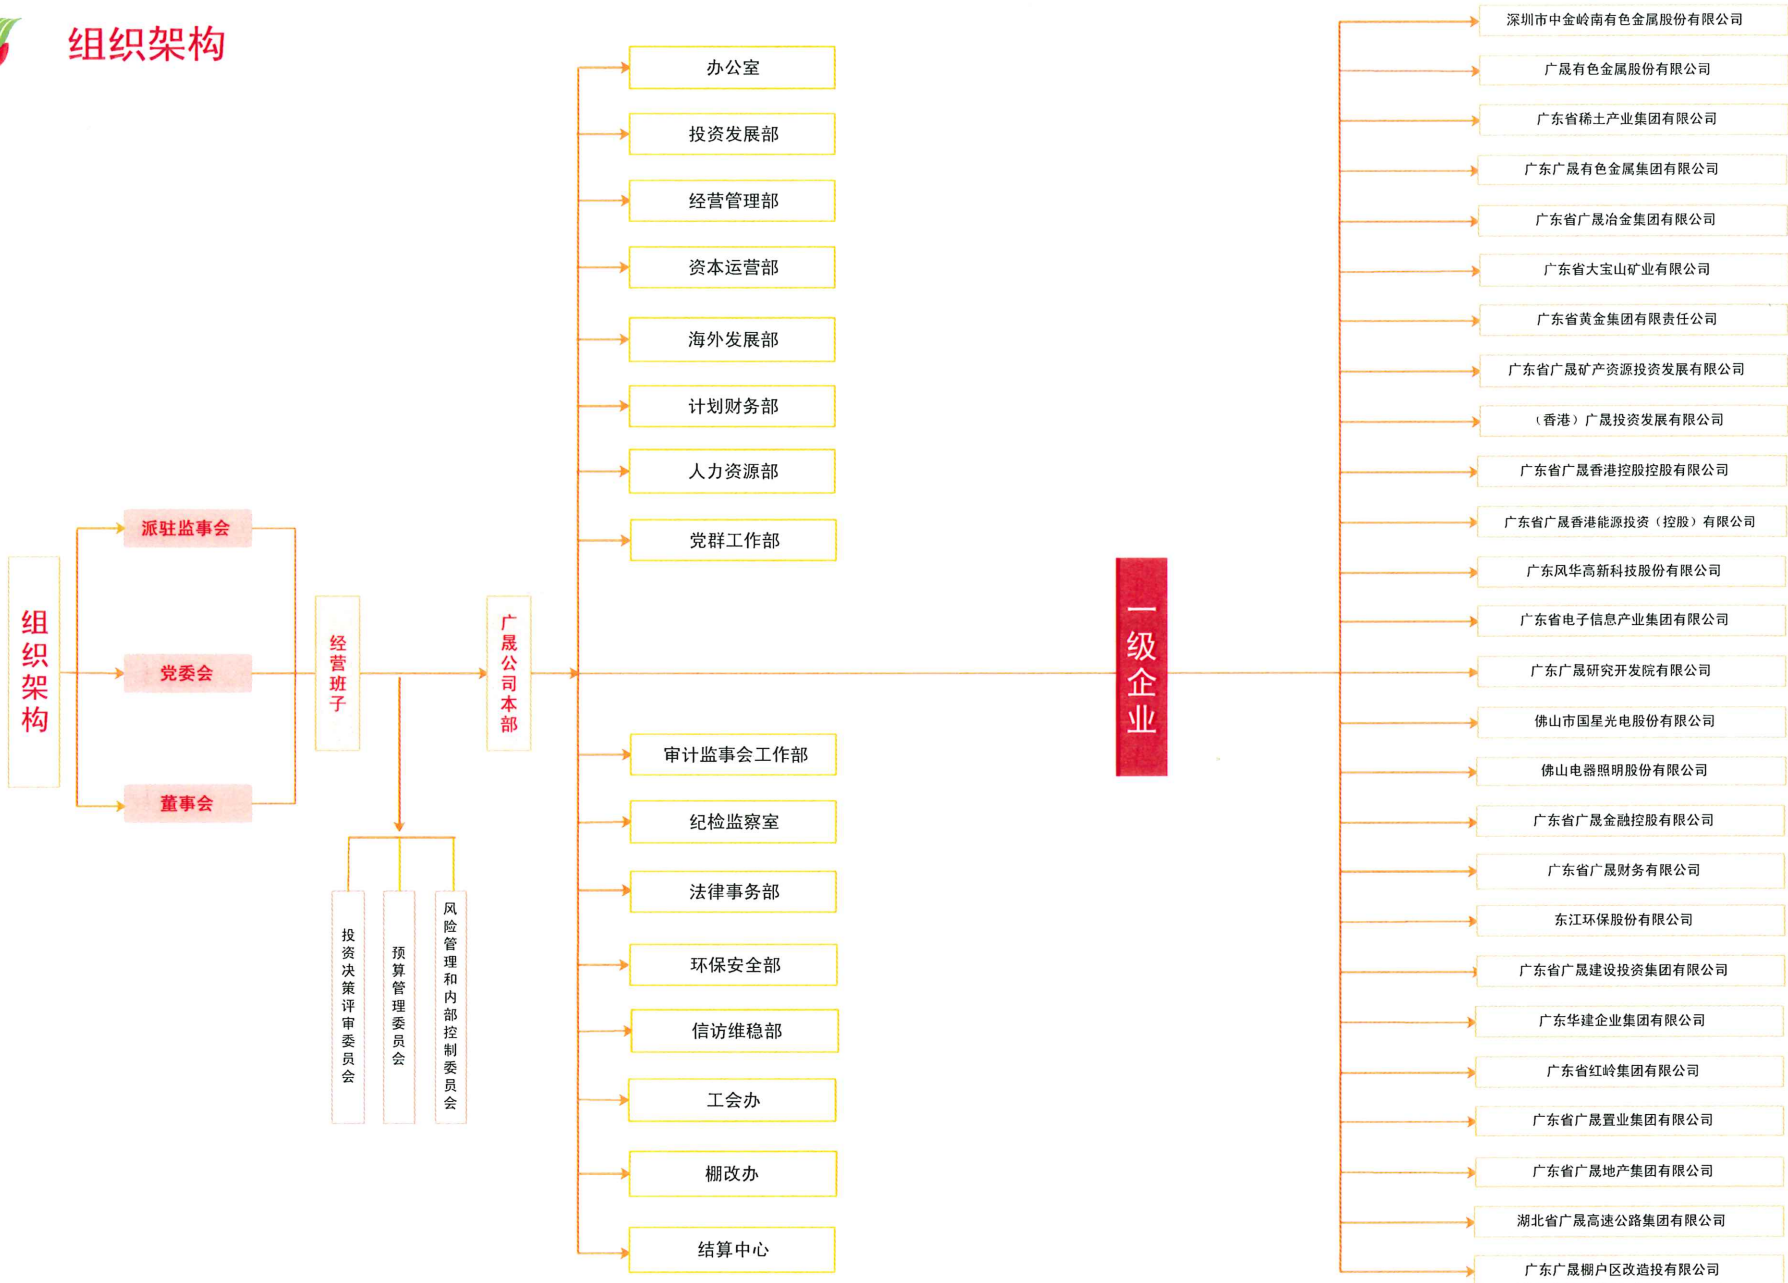 组织架构
组织架构
派驻监事会
党委会
董事会
经营班子
投资决策评审委员会
预算管理委员会
风险管理和内部控制委员会
广晟公司本部
办公室
投资发展部
经营管理部
资本运营部
海外发展部
计划财务部
人力资源部
党群工作部
审计监事会工作部
纪检监察室
法律事务部
环保安全部
信访维稳部
工会办
棚改办
结算中心
一级企业
深圳市中金岭南有色金属股份有限公司
广晟有色金属股份有限公司
广东省稀土产业集团有限公司
广东广晟有色金属集团有限公司
广东省广晟冶金集团有限公司
广东省大宝山矿业有限公司
广东省黄金集团有限责任公司
广东省广晟矿产资源投资发展有限公司
（香港）广晟投资发展有限公司
广东省广晟香港控股控股有限公司
广东省广晟香港能源投资（控股）有限公司
广东风华高新科技股份有限公司
广东省电子信息产业集团有限公司
广东广晟研究开发院有限公司
佛山市国星光电股份有限公司
佛山电器照明股份有限公司
广东省广晟金融控股有限公司
广东省广晟财务有限公司
东江环保股份有限公司
广东省广晟建设投资集团有限公司
广东华建企业集团有限公司
广东省红岭集团有限公司
广东省广晟置业集团有限公司
广东省广晟地产集团有限公司
湖北省广晟高速公路集团有限公司
广东广晟棚户区改造投有限公司